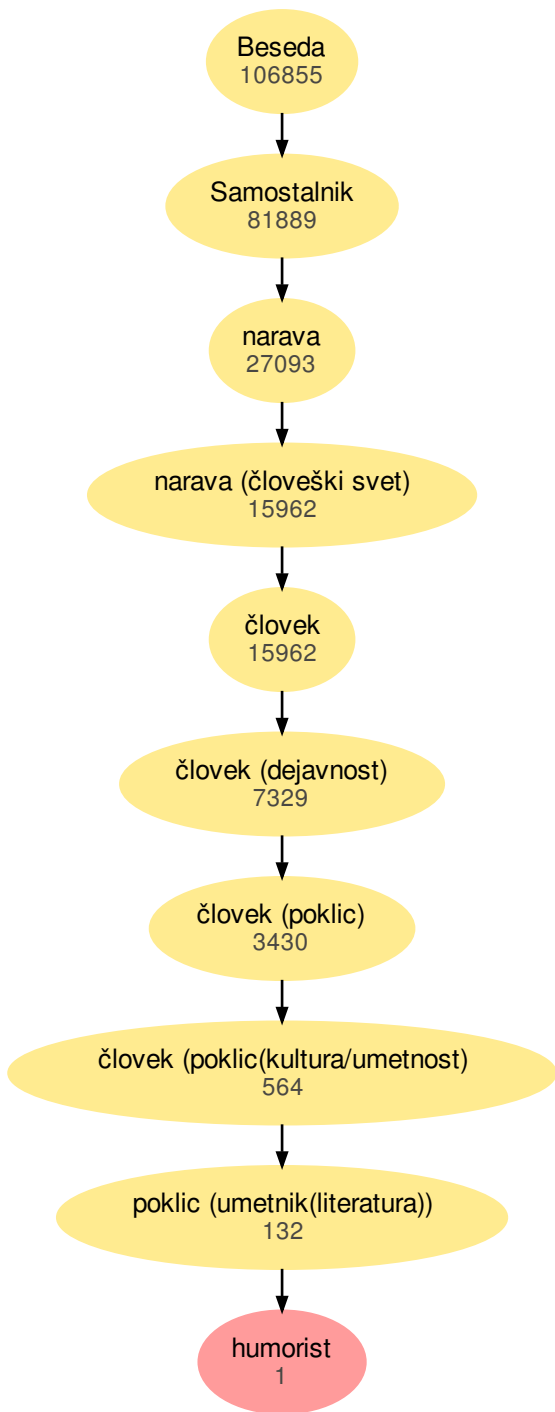 Beseda
106855
Samostalnik
81889
narava
27093
narava (človeški svet)
15962
človek
15962
človek (dejavnost)
7329
človek (poklic)
3430
človek (poklic(kultura/umetnost)
564
poklic (umetnik(literatura))
132
humorist
1